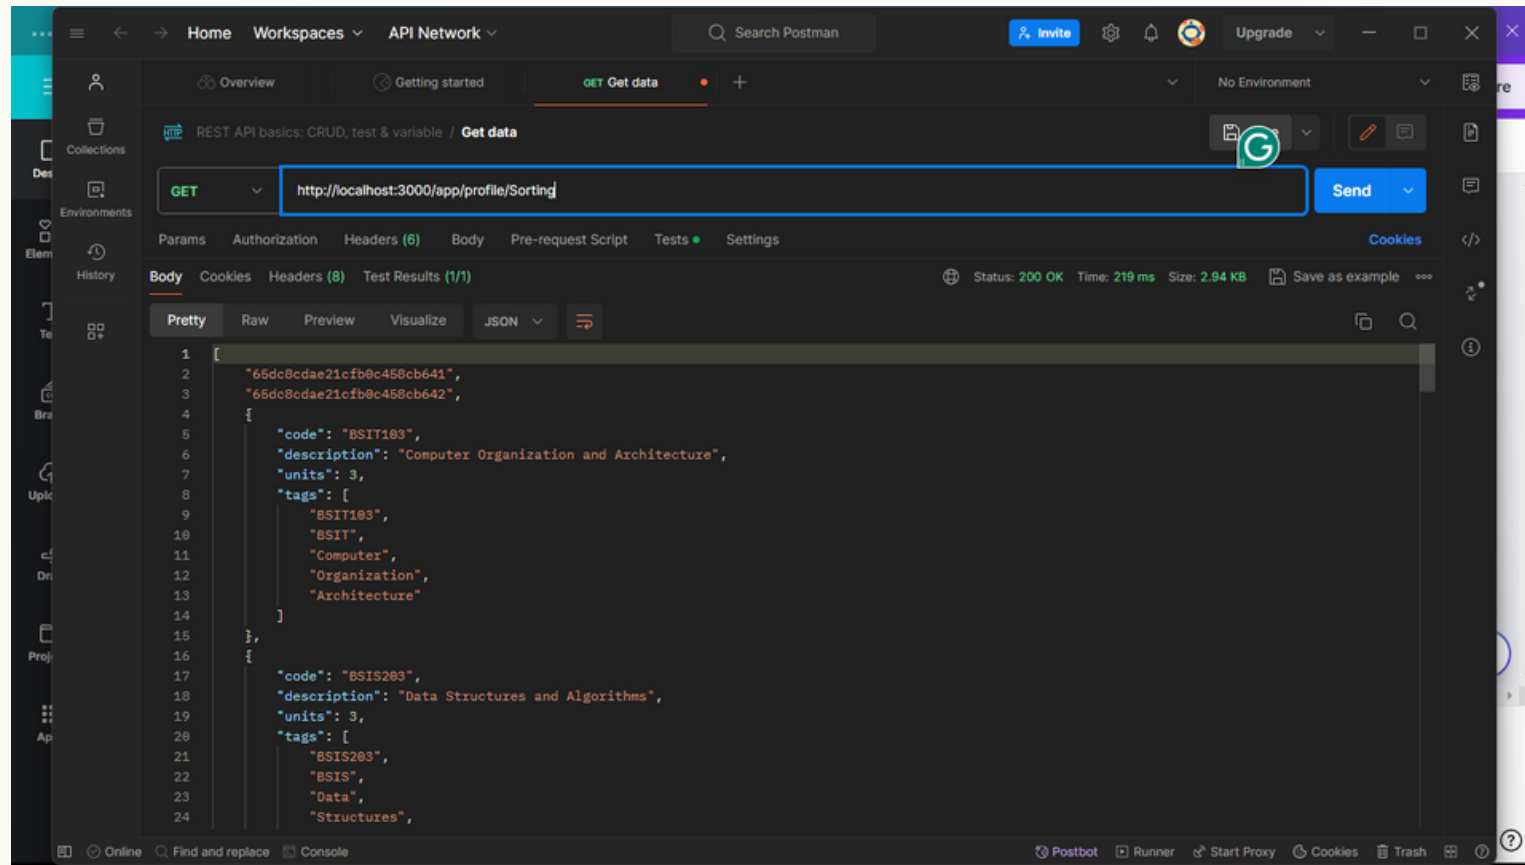 Home Workspaces API Network Search Postman Invite Upgrade
Overview Getting started GET Get data No Environment
REST API basics: CRUD, test & variable / Get data
Collections
GET http://localhost:3000/app/profile/Sorting Send
Environments
Params Authorization Headers (6) Body Pre-request Script Tests Settings Cookies
History
Body Cookies Headers (8) Test Results (1/1) Status: 200 OK Time: 219 ms Size: 2.94 KB Save as example
Pretty Raw Preview Visualize JSON
1 [
2 "65dc8cdae21cfb0c458cb641",
3 "65dc8cdae21cfb0c458cb642",
4 {
5 "code": "BSIT103",
6 "description": "Computer Organization and Architecture",
7 "units": 3,
8 "tags": [
9 "BSIT103",
10 "BSIT",
11 "Computer",
12 "Organization",
13 "Architecture"
14 ]
15 },
16 {
17 "code": "BSIS203",
18 "description": "Data Structures and Algorithms",
19 "units": 3,
20 "tags": [
21 "BSIS203",
22 "BSIS",
23 "Data",
24 "Structures",
Online Find and replace Console Postbot Runner Start Proxy Cookies Trash